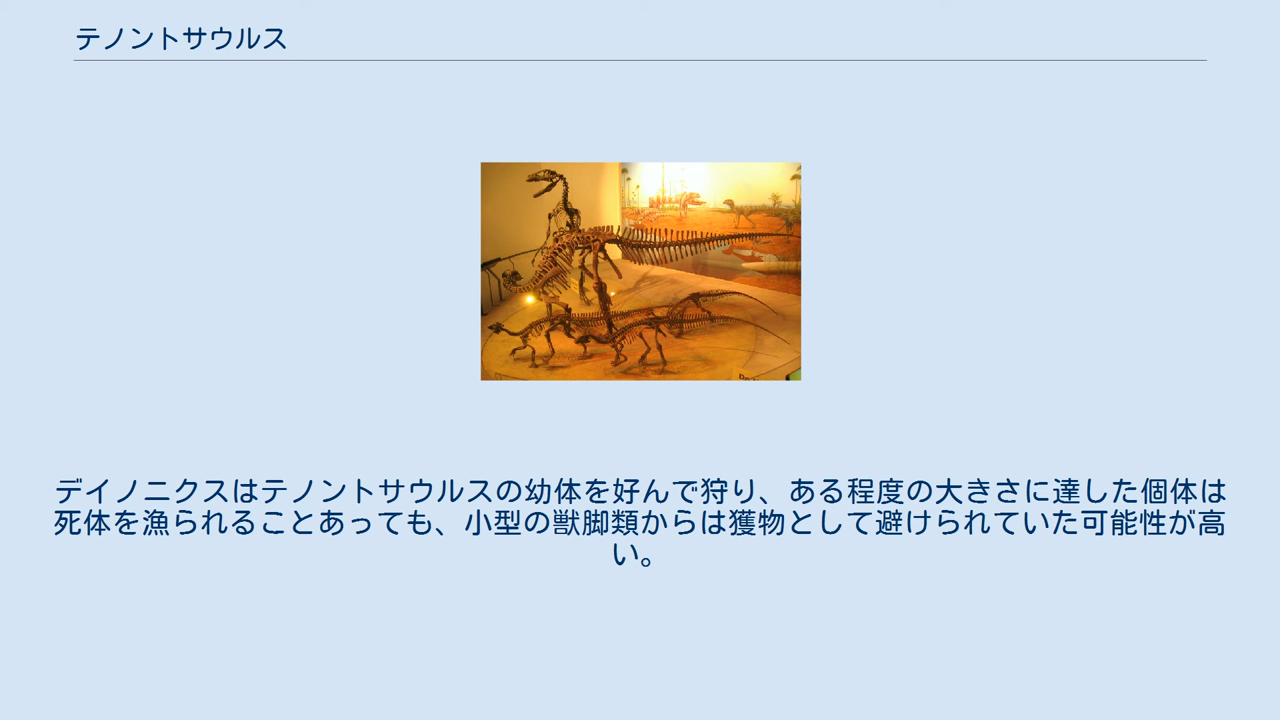 テノントサウルス
デイノニクスはテノントサウルスの幼体を好んで狩り、ある程度の大きさに達した個体は
死体を漁られることあっても、小型の獣脚類からは獲物として避けられていた可能性が高
い。